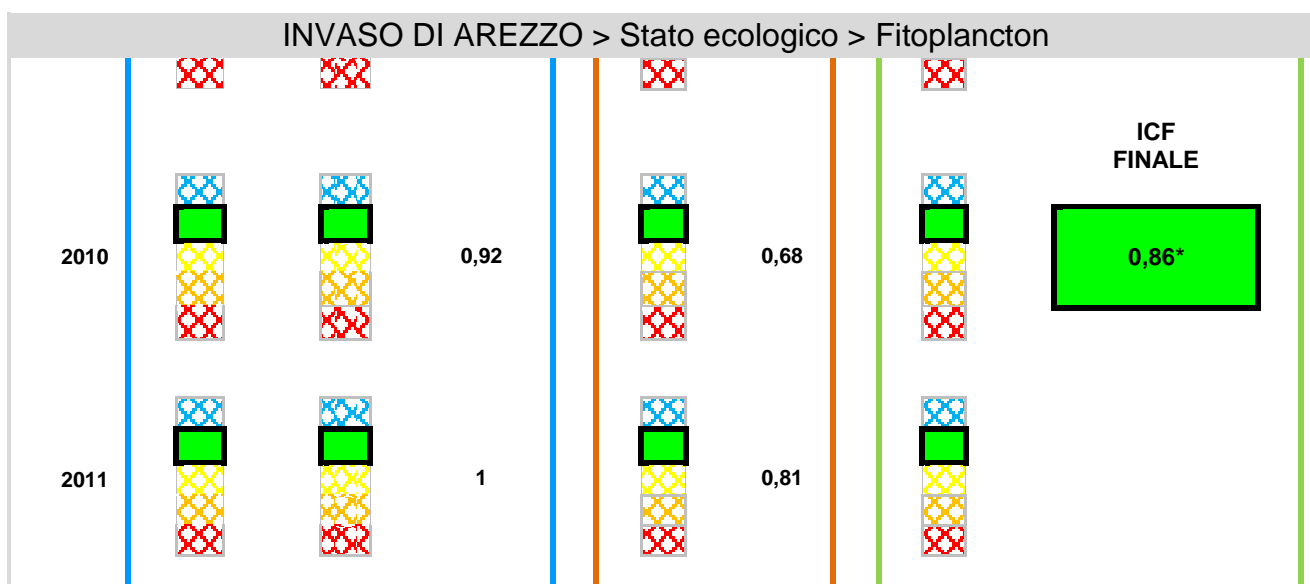 INVASO DI AREZZO > Stato ecologico > Fitoplancton
ICF
FINALE
2010 0,92 0,68 0,86*
2011 1 0,81